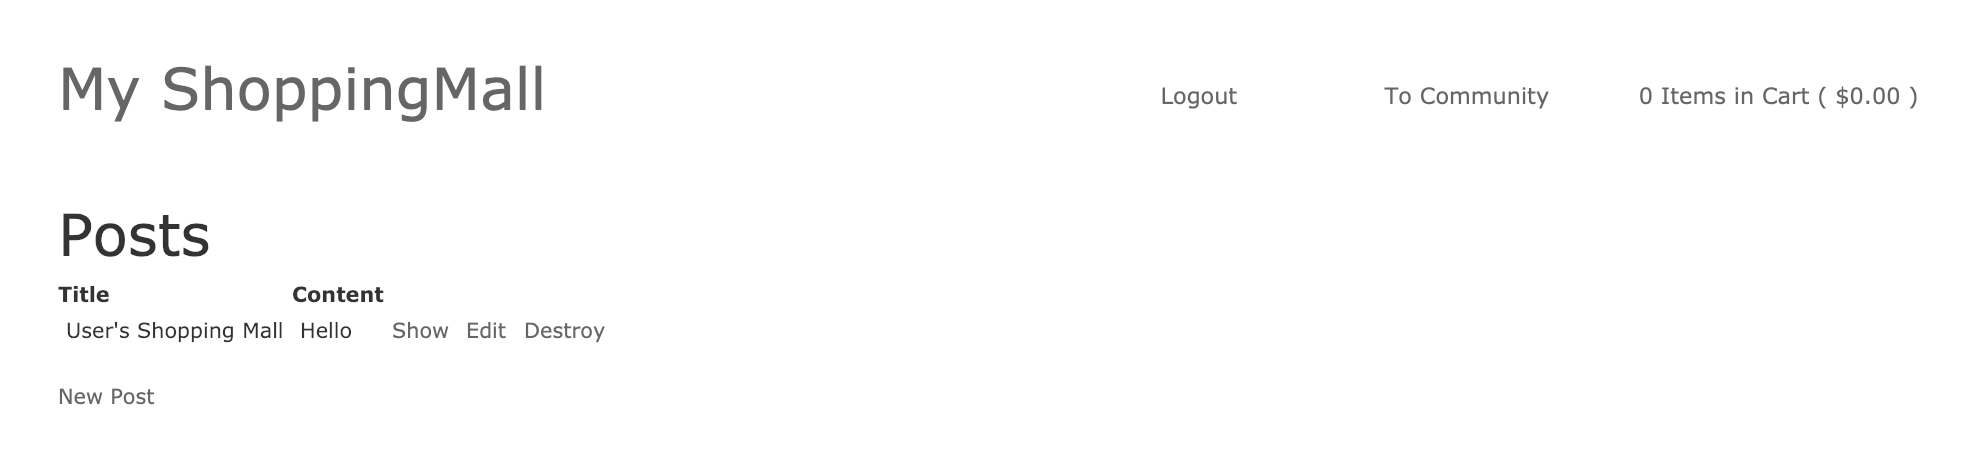 My ShoppingMall Logout To Community 0 Items in Cart ( $0.00 )
Posts
Title Content
User's Shopping Mall Hello Show Edit Destroy
New Post